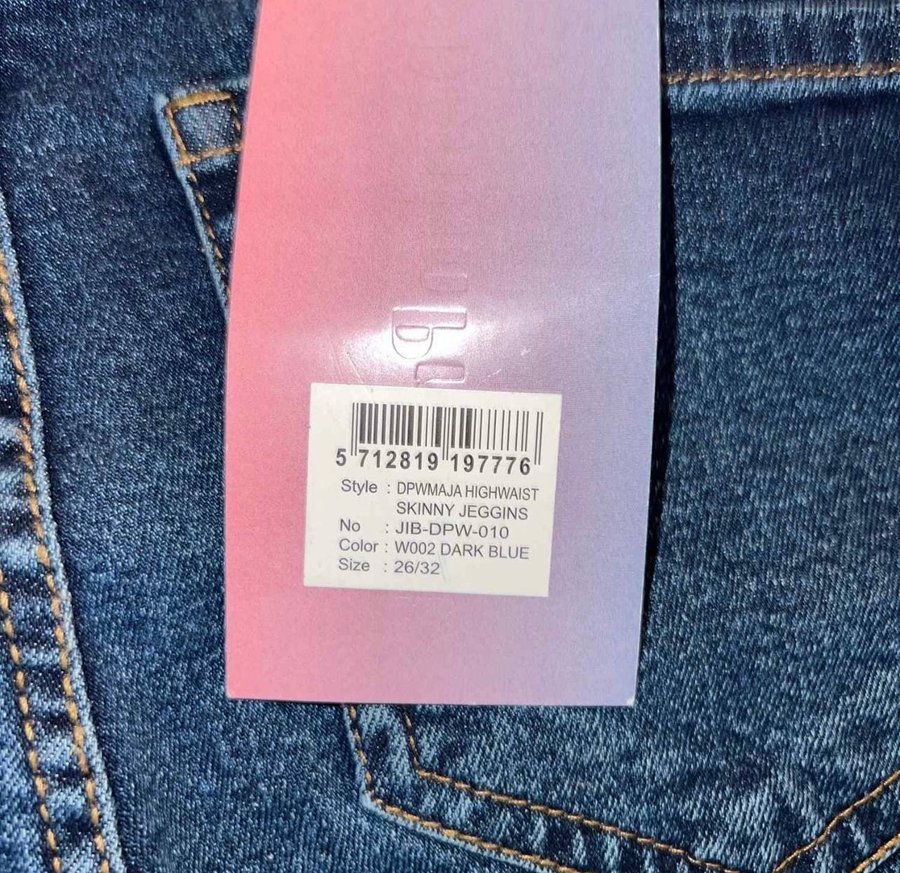 5 712819 197776
Style : DPWMAJA HIGHWAIST
SKINNY JEGGINS
No : JIB-DPW-010
Color : W002 DARK BLUE
Size : 26/32